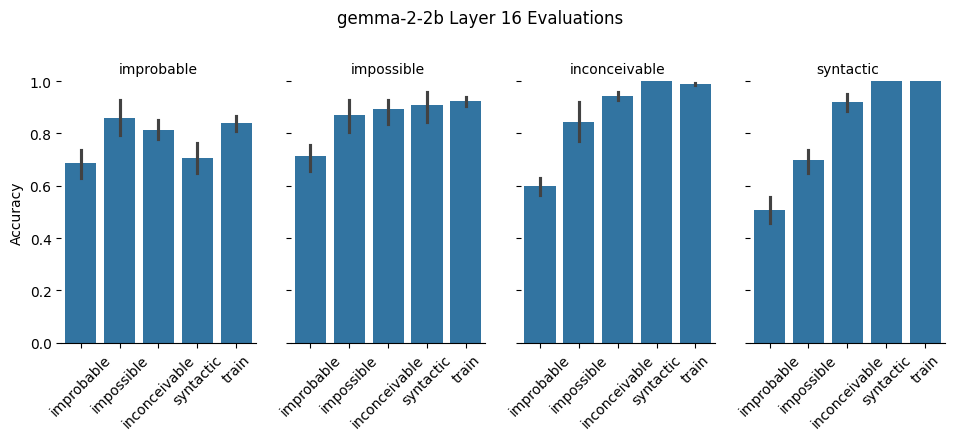 gemma-2-2b Layer 16 Evaluations
improbable
impossible
inconceivable
syntactic
Accuracy
1.0
0.8
0.6
0.4
0.2
0.0
improbable
impossible
inconceivable
syntactic
train
improbable
impossible
inconceivable
syntactic
train
improbable
impossible
inconceivable
syntactic
train
improbable
impossible
inconceivable
syntactic
train